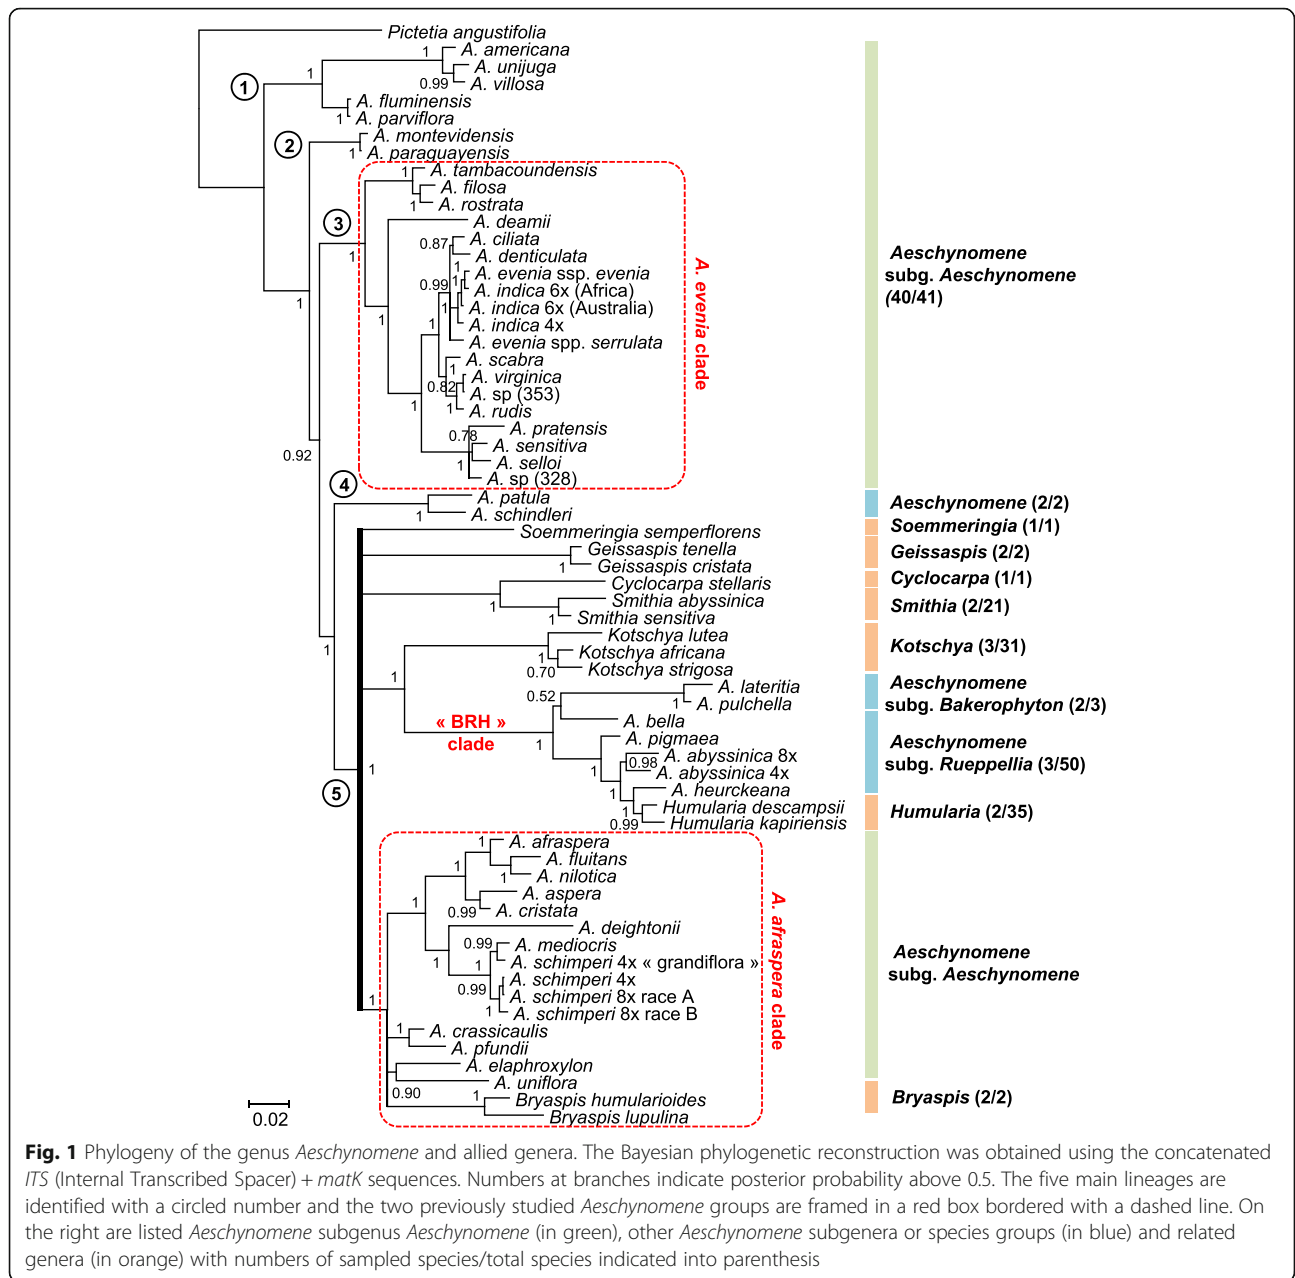 Pictetia angustifolia
1
A. americana
A. unijuga
0.99
A. villosa
1
1
A. fluminensis
1
A. parviflora
2
A. montevidensis
1
A. paraguayensis
1
A. tambacoundensis
A. filosa
1
A. rostrata
3
1
A. deamii
0.87
A. ciliata
A. denticulata
1
A. evenia ssp. evenia
0.99
1
A. indica 6x (Africa)
1
A. indica 6x (Australia)
1
1
A. indica 4x
A. evenia spp. serrulata
1
A. scabra
0.82
A. virginica
A. sp (353)
1
1
A. rudis
0.78
A. pratensis
A. sensitiva
1
A. selloi
A. sp (328)
A. evenia clade
1
0.92
4
A. patula
1
A. schindleri
Soemmeringia semperflorens
Geissaspis tenella
1
Geissaspis cristata
Cyclocarpa stellaris
1
Smithia abyssinica
1
Smithia sensitiva
1
Kotschya lutea
1
Kotschya africana
0.70
Kotschya strigosa
1
0.52
A. lateritia
1
A. pulchella
« BRH »
clade
A. bella
1
A. pigmaea
A. abyssinica 8x
0.98
1
A. abyssinica 4x
1
A. heurckeana
1
Humularia descampsii
0.99
Humularia kapiriensis
1
5
1
A. afraspera
A. fluitans
1
1
A. nilotica
A. aspera
0.99
A. cristata
1
A. deighthonii
0.99
A. mediocris
1
1
A. schimperi 4x « grandiflora »
A. schimperi 4x
0.99
A. schimperi 8x race A
1
A. schimperi 8x race B
1
1
A. crassicaulis
A. pfundii
A. elaphroxylon
0.90
A. uniflora
1
Bryaspis humularioides
Bryaspis lupulina
A. afraspera clade
0.02
Aeschynomene
subg. Aeschynomene
(40/41)
Aeschynomene (2/2)
Soemmeringia (1/1)
Geissaspis (2/2)
Cyclocarpa (1/1)
Smithia (2/21)
Kotschya (3/31)
Aeschynomene
subg. Bakerophyton (2/3)
Aeschynomene
subg. Rueppellia (3/50)
Humularia (2/35)
Aeschynomene
subg. Aeschynomene
Bryaspis (2/2)
Fig. 1 Phylogeny of the genus Aeschynomene and allied genera. The Bayesian phylogenetic reconstruction was obtained using the concatenated
ITS (Internal Transcribed Spacer) + matK sequences. Numbers at branches indicate posterior probability above 0.5. The five main lineages are
identified with a circled number and the two previously studied Aeschynomene groups are framed in a red box bordered with a dashed line. On
the right are listed Aeschynomene subgenus Aeschynomene (in green), other Aeschynomene subgenera or species groups (in blue) and related
genera (in orange) with numbers of sampled species/total species indicated into parenthesis